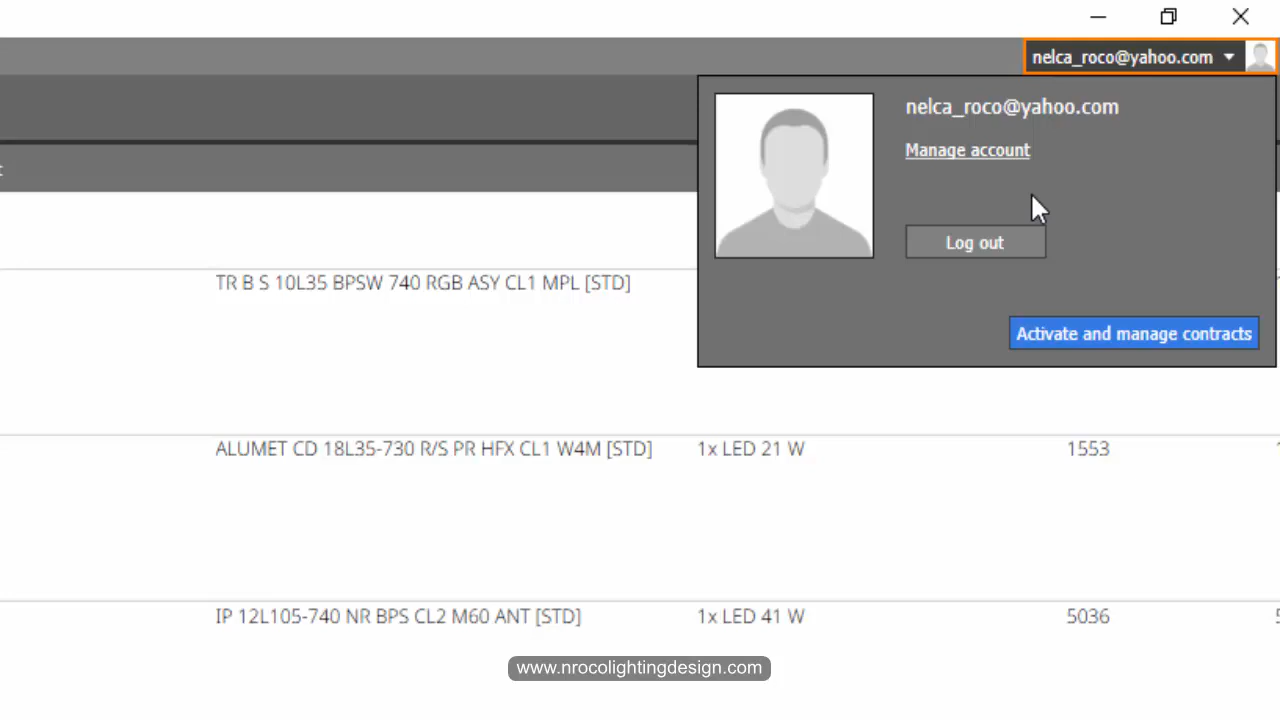 nelca_roco@yahoo.com
nelca_roco@yahoo.com
Manage account
Log out
Activate and manage contracts
TR B S 10L35 BPSW 740 RGB ASY CL1 MPL [STD]
ALUMET CD 18L35-730 R/S PR HFX CL1 W4M [STD] 1x LED 21 W 1553
IP 12L105-740 NR BPS CL2 M60 ANT [STD] 1x LED 41 W 5036
www.nrocolightingdesign.com